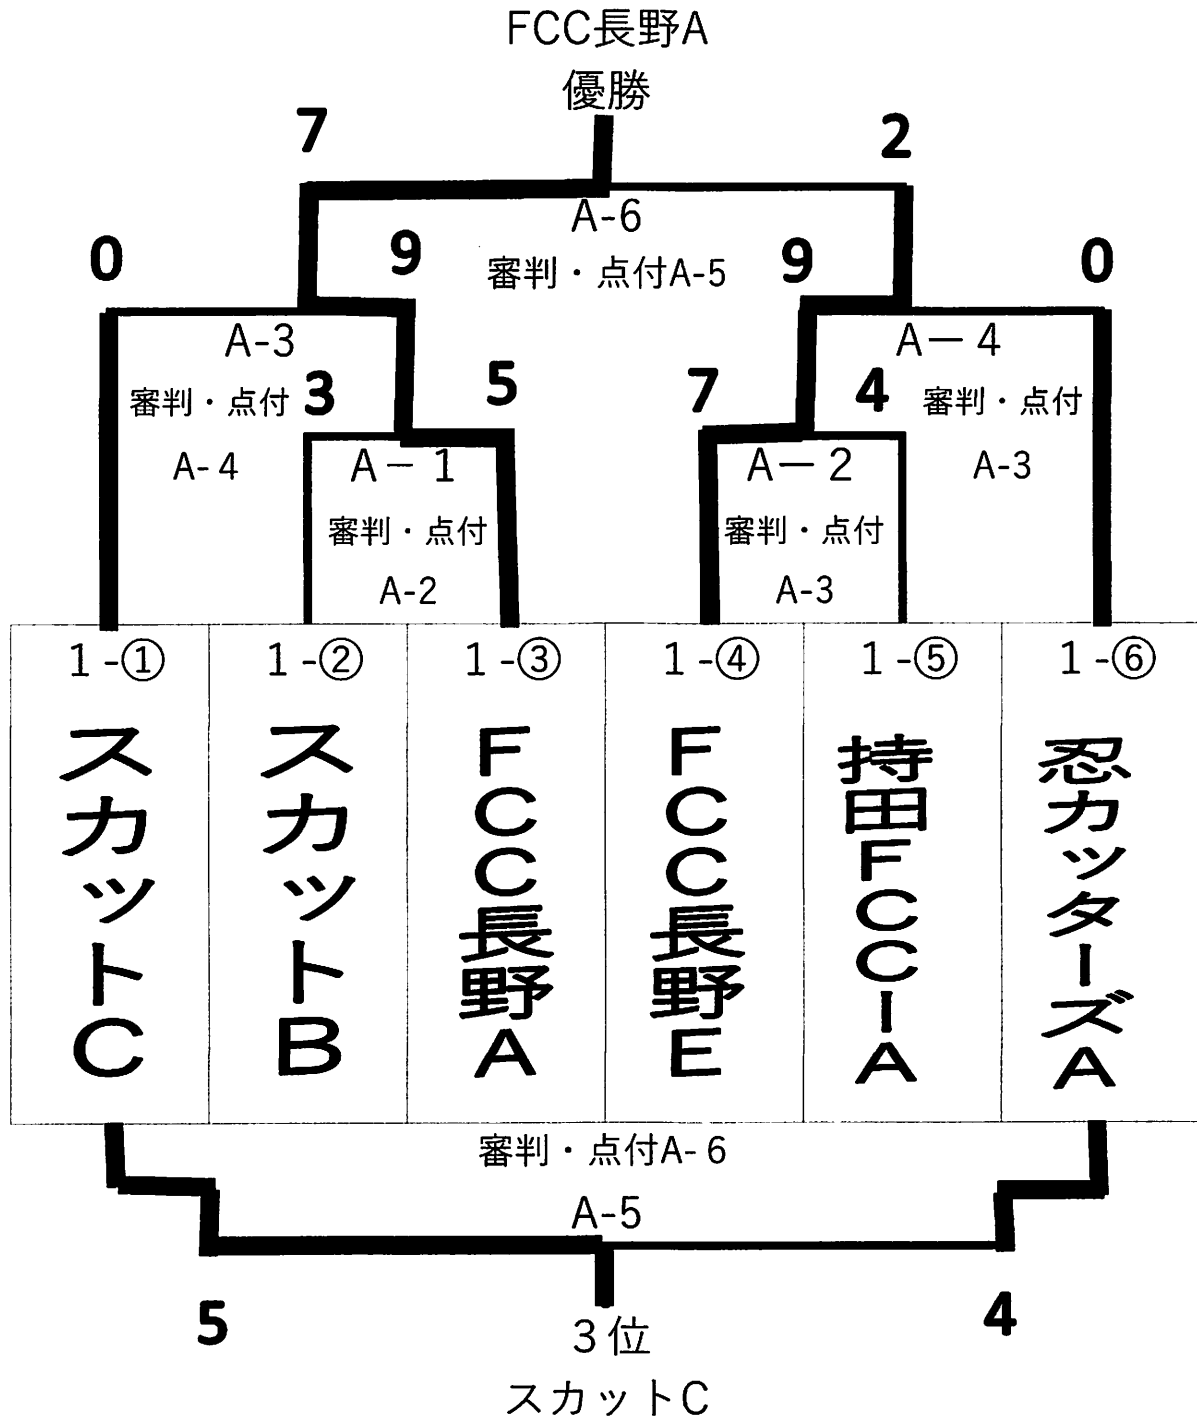 FCC長野A
優勝
7
2
A-6
審判・点付A-5
0
9
9
0
A-3
A－4
審判・点付
A-4
3
5
7
4
審判・点付
A-3
A－1
審判・点付
A-2
A－2
審判・点付
A-3
1-①
1-②
1-③
1-④
1-⑤
1-⑥
スカットC
スカットB
FCC長野A
FCC長野E
持田FCCIA
忍カッターズA
審判・点付A-6
A-5
5
4
3位
スカットC